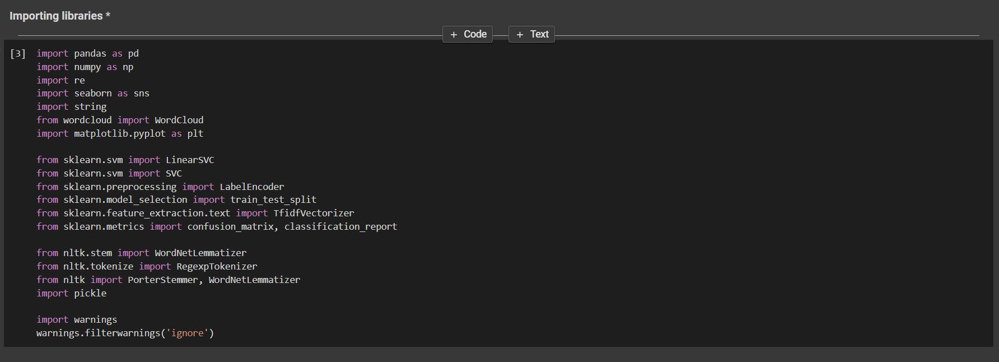 Importing libraries *
+ Code + Text
[3] import pandas as pd
import numpy as np
import re
import seaborn as sns
import string
from wordcloud import WordCloud
import matplotlib.pyplot as plt
from sklearn.svm import LinearSVC
from sklearn.svm import SVC
from sklearn.preprocessing import LabelEncoder
from sklearn.model_selection import train_test_split
from sklearn.feature_extraction.text import TfidfVectorizer
from sklearn.metrics import confusion_matrix, classification_report
from nltk.stem import WordNetLemmatizer
from nltk.tokenize import RegexpTokenizer
from nltk import PorterStemmer, WordNetLemmatizer
import pickle
import warnings
warnings.filterwarnings('ignore')